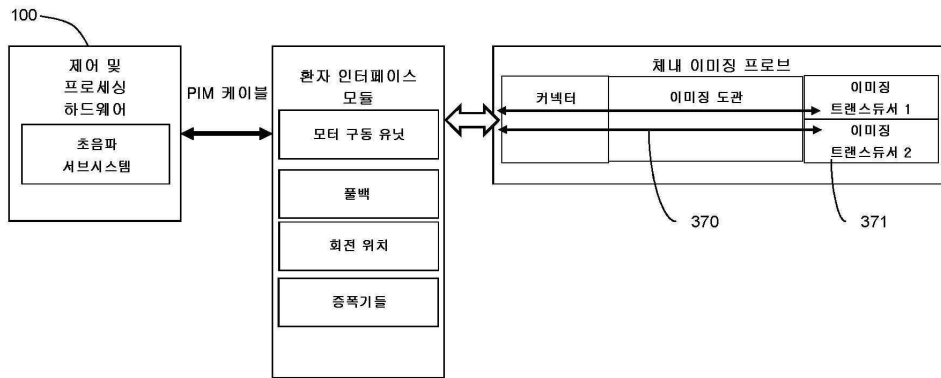 100
제어 및
프로세싱
하드웨어
초음파
서브시스템
PIM 케이블
환자 인터페이스
모듈
모터 구동 유닛
풀백
회전 위치
증폭기들
체내 이미징 프로브
커넥터
이미징 도관
이미징
트랜스듀서 1
이미징
트랜스듀서 2
370
371